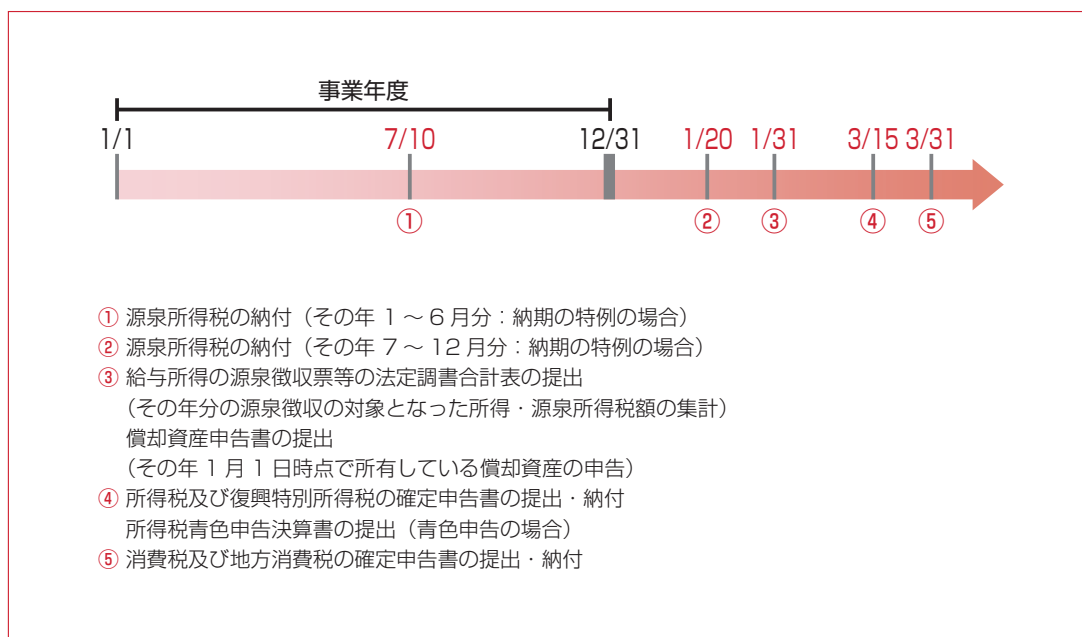 事業年度
1/1 7/10 12/31 1/20 1/31 3/15 3/31
① ② ③ ④ ⑤
① 源泉所得税の納付（その年 1 ～ 6 月分：納期の特例の場合）
② 源泉所得税の納付（その年 7 ～ 12 月分：納期の特例の場合）
③ 給与所得の源泉徴収票等の法定調書合計表の提出
（その年分の源泉徴収の対象となった所得・源泉所得税額の集計）
償却資産申告書の提出
（その年 1 月 1 日時点で所有している償却資産の申告）
④ 所得税及び復興特別所得税の確定申告書の提出・納付
所得税青色申告決算書の提出（青色申告の場合）
⑤ 消費税及び地方消費税の確定申告書の提出・納付